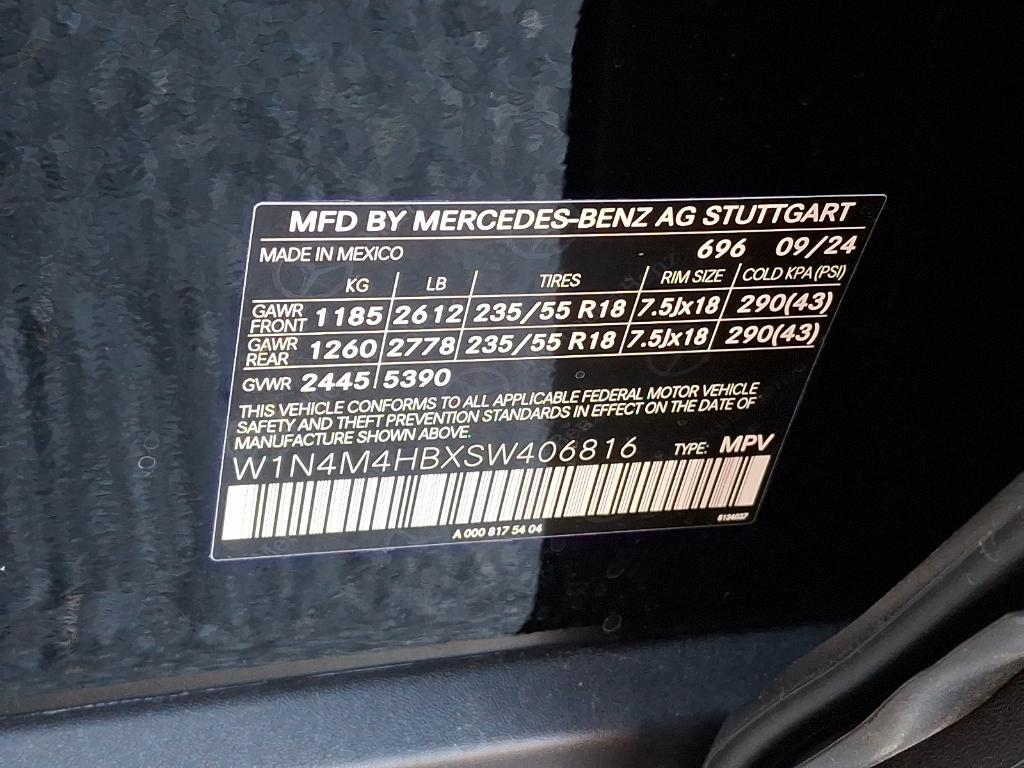 MFD BY MERCEDES-BENZ AG STUTTGART
MADE IN MEXICO 696 09/24
KG LB TIRES RIM SIZE COLD KPA (PSI)
GAWR FRONT 1185 2612 235/55 R18 7.5Jx18 290(43)
GAWR REAR 1260 2778 235/55 R18 7.5Jx18 290(43)
GVWR 2445 5390
THIS VEHICLE CONFORMS TO ALL APPLICABLE FEDERAL MOTOR VEHICLE
SAFETY AND THEFT PREVENTION STANDARDS IN EFFECT ON THE DATE OF
MANUFACTURE SHOWN ABOVE.
W1N4M4HBXSW406816 TYPE: MPV
A 000 817 54 04